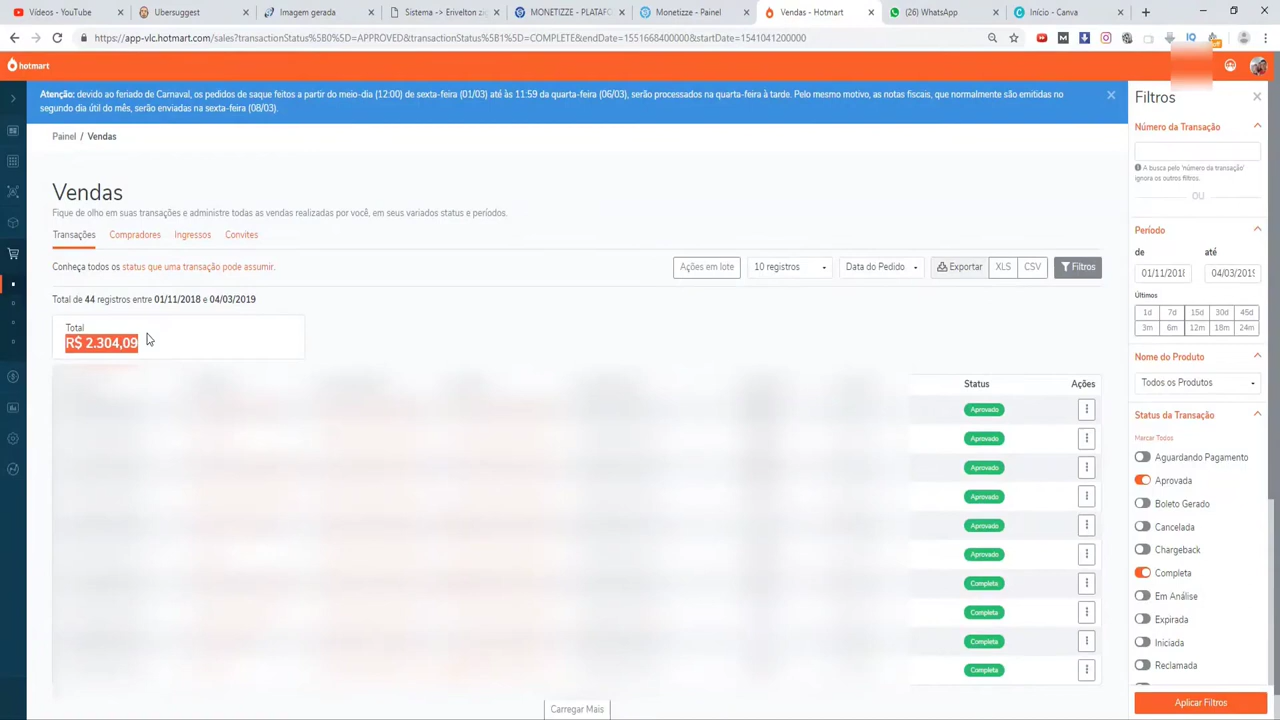 Vídeos - YouTube
Ubersuggest
Imagem gerada
Sistema -> Envelton zi
MONETIZZE - PLATAFO
Monetizze - Painel
Vendas - Hotmart
(26) WhatsApp
Início - Canva
https://app-vlc.hotmart.com/sales?transactionStatus%5B0%5D=APPROVED&transactionStatus%5B1%5D=COMPLETE&endDate=1551668400000&startDate=1541041200000
hotmart
Atenção: devido ao feriado de Carnaval, os pedidos de saque feitos a partir do meio-dia (12:00) de sexta-feira (01/03) até às 11:59 da quarta-feira (06/03), serão processados na quarta-feira à tarde. Pelo mesmo motivo, as notas fiscais, que normalmente são emitidas no
segundo dia útil do mês, serão enviadas na sexta-feira (08/03).
Painel / Vendas
Vendas
Fique de olho em suas transações e administre todas as vendas realizadas por você, em seus variados status e períodos.
Transações Compradores Ingressos Convites
Conheça todos os status que uma transação pode assumir.
Ações em lote 10 registros Data do Pedido Exportar XLS CSV Filtros
Total de 44 registros entre 01/11/2018 e 04/03/2019
Total
R$ 2.304,09
Status Ações
Aprovado
Aprovado
Aprovado
Aprovado
Aprovado
Aprovado
Completa
Completa
Completa
Completa
Carregar Mais
Filtros
Número da Transação
A busca pelo 'número da transação'
ignora os outros filtros.
OU
Período
de até
01/11/2018 04/03/2019
Últimos
1d 7d 15d 30d 45d
3m 6m 12m 18m 24m
Nome do Produto
Todos os Produtos
Status da Transação
Marcar Todos
Aguardando Pagamento
Aprovada
Boleto Gerado
Cancelada
Chargeback
Completa
Em Análise
Expirada
Iniciada
Reclamada
Aplicar Filtros